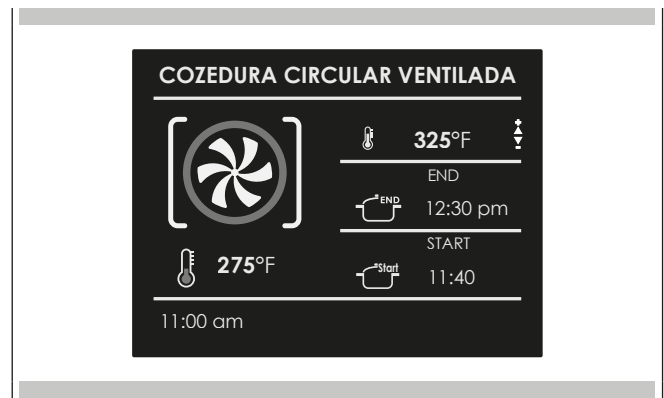 COZEDURA CIRCULAR VENTILADA
325°F
END
END
12:30 pm
START
275°F
Start
11:40
11:00 am